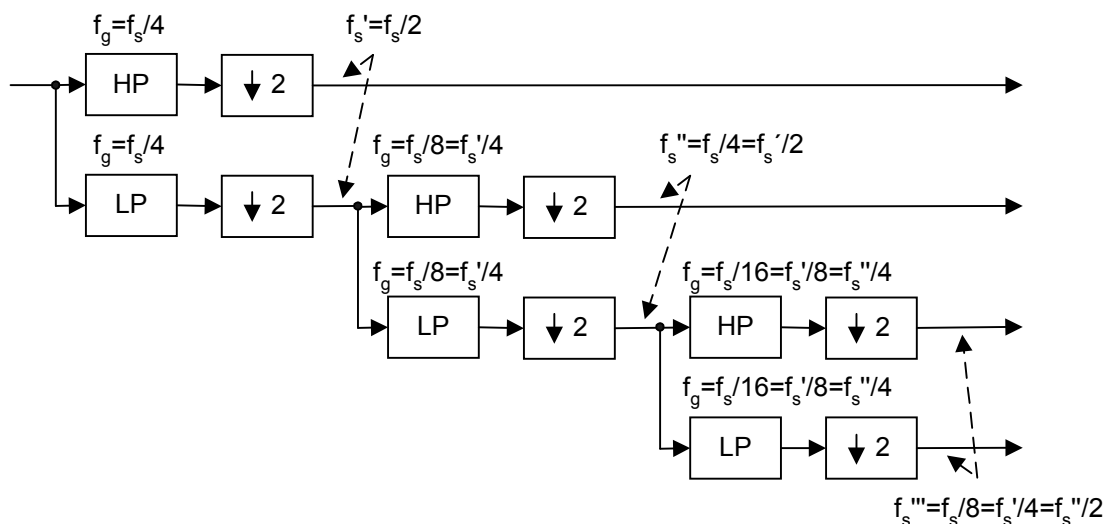 f_g=f_s/4
f_s'=f_s/2
HP
2
f_g=f_s/4
f_g=f_s/8=f_s'/4
f_s''=f_s/4=f_s´/2
LP
2
HP
2
f_g=f_s/8=f_s'/4
f_g=f_s/16=f_s'/8=f_s''/4
LP
2
HP
2
f_g=f_s/16=f_s'/8=f_s''/4
LP
2
f_s'''=f_s/8=f_s'/4=f_s''/2